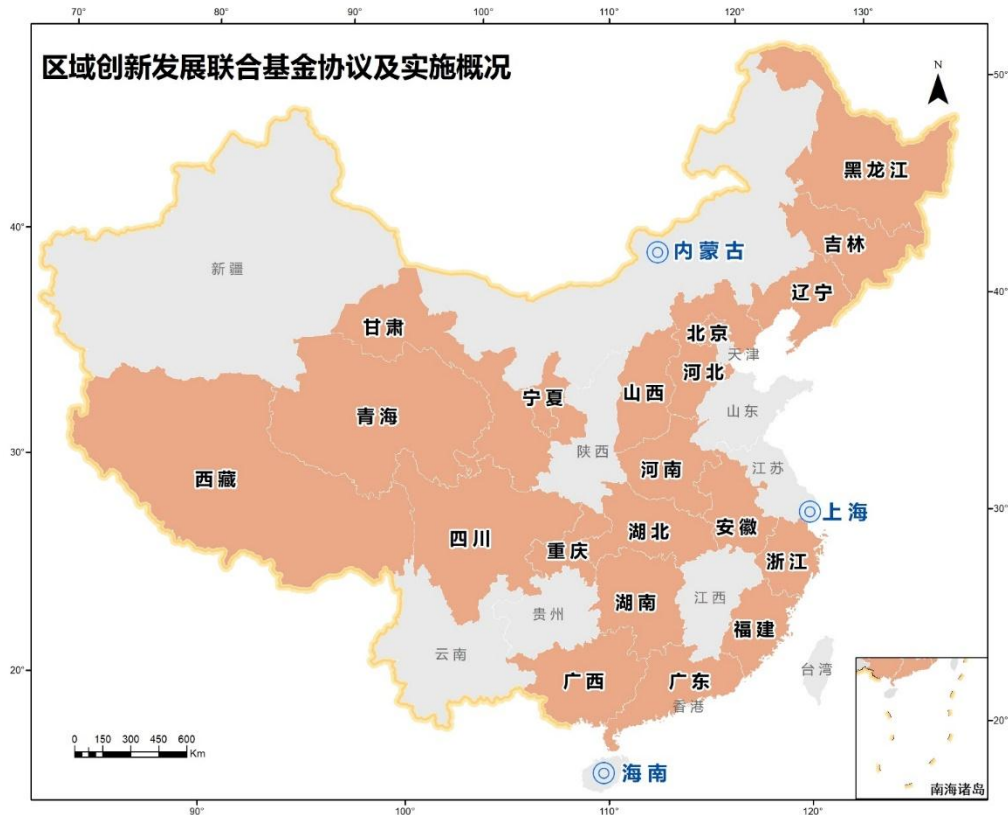 70°
80°
90°
100°
110°
120°
130°
区域创新发展联合基金协议及实施概况
N
50°
黑龙江
40°
吉林
内蒙古
新疆
辽宁
40°
甘肃
北京
天津
河北
宁夏
山西
山东
青海
30°
陕西
河南
江苏
西藏
30°
上海
安徽
湖北
四川
重庆
浙江
湖南
江西
贵州
福建
云南
20°
台湾
广西
广东
香港
20°
0 150 300 450 600
Km
海南
南海诸岛
90°
100°
110°
120°